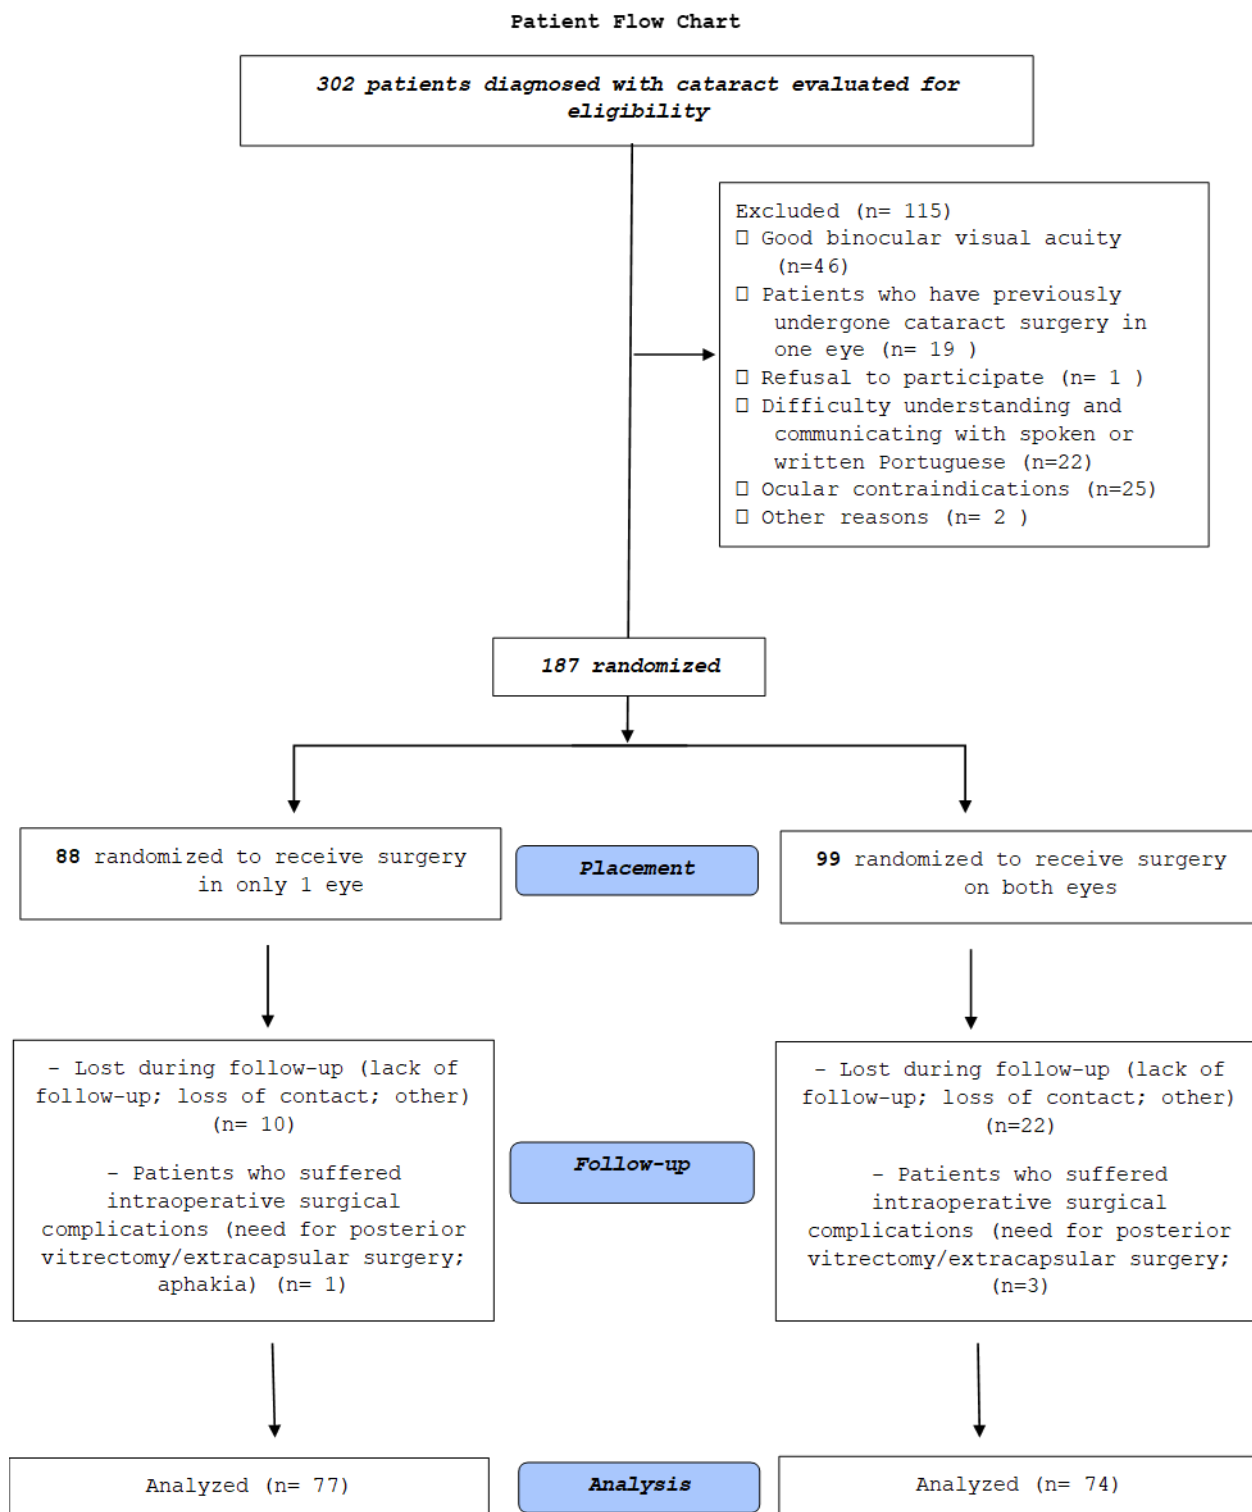 Patient Flow Chart
302 patients diagnosed with cataract evaluated for
eligibility
Excluded (n= 115)
☐ Good binocular visual acuity
(n=46)
☐ Patients who have previously
undergone cataract surgery in
one eye (n= 19 )
☐ Refusal to participate (n= 1 )
☐ Difficulty understanding and
communicating with spoken or
written Portuguese (n=22)
☐ Ocular contraindications (n=25)
☐ Other reasons (n= 2 )
187 randomized
88 randomized to receive surgery
in only 1 eye
Placement
99 randomized to receive surgery
on both eyes
- Lost during follow-up (lack of
follow-up; loss of contact; other)
(n= 10)
- Patients who suffered
intraoperative surgical
complications (need for posterior
vitrectomy/extracapsular surgery;
aphakia) (n= 1)
Follow-up
- Lost during follow-up (lack of
follow-up; loss of contact; other)
(n=22)
- Patients who suffered
intraoperative surgical
complications (need for posterior
vitrectomy/extracapsular surgery;
(n=3)
Analyzed (n= 77)
Analysis
Analyzed (n= 74)